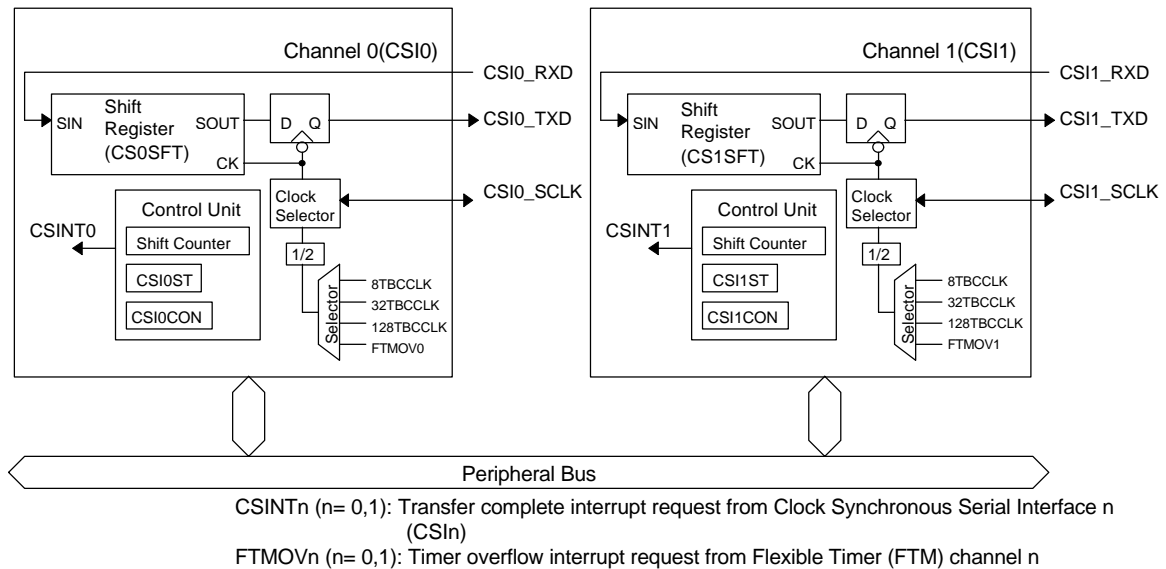 Channel 0(CSI0)
CSI0_RXD
SIN
Shift
Register
(CS0SFT)
SOUT
CK
D Q
CSI0_TXD
Clock
Selector
CSI0_SCLK
Control Unit
Shift Counter
CSI0ST
CSI0CON
CSINT0
1/2
Selector
8TBCCLK
32TBCCLK
128TBCCLK
FTMOV0
Channel 1(CSI1)
CSI1_RXD
SIN
Shift
Register
(CS1SFT)
SOUT
CK
D Q
CSI1_TXD
Clock
Selector
CSI1_SCLK
Control Unit
Shift Counter
CSI1ST
CSI1CON
CSINT1
1/2
Selector
8TBCCLK
32TBCCLK
128TBCCLK
FTMOV1
Peripheral Bus
CSINTn (n= 0,1): Transfer complete interrupt request from Clock Synchronous Serial Interface n
(CSIn)
FTMOVn (n= 0,1): Timer overflow interrupt request from Flexible Timer (FTM) channel n